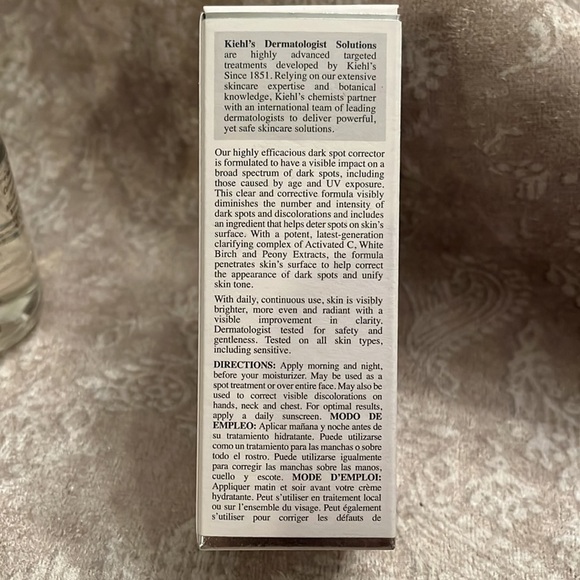 Kiehl's Dermatologist Solutions
are highly advanced targeted
treatments developed by Kiehl's
Since 1851. Relying on our extensive
skincare expertise and botanical
knowledge, Kiehl's chemists partner
with an international team of leading
dermatologists to deliver powerful,
yet safe skincare solutions.
Our highly efficacious dark spot corrector
is formulated to have a visible impact on a
broad spectrum of dark spots, including
those caused by age and UV exposure.
This clear and corrective formula visibly
diminishes the number and intensity of
dark spots and discolorations and includes
an ingredient that helps deter spots on skin's
surface. With a potent, latest-generation
clarifying complex of Activated C, White
Birch and Peony Extracts, the formula
penetrates skin's surface to help correct
the appearance of dark spots and unify
skin tone.
With daily, continuous use, skin is visibly
brighter, more even and radiant with a
visible improvement in clarity.
Dermatologist tested for safety and
gentleness. Tested on all skin types,
including sensitive.
DIRECTIONS: Apply morning and night,
before your moisturizer. May be used as a
spot treatment or over entire face. May also be
used to correct visible discolorations on
hands, neck and chest. For optimal results,
apply a daily sunscreen. MODO DE
EMPLEO: Aplicar mañana y noche antes de
su tratamiento hidratante. Puede utilizarse
como un tratamiento para las manchas o sobre
todo el rostro. Puede utilizarse igualmente
para corregir las manchas sobre las manos,
cuello y escote. MODE D'EMPLOI:
Appliquer matin et soir avant votre crème
hydratante. Peut s'utiliser en traitement local
ou sur l'ensemble du visage. Peut également
s'utiliser pour corriger les défauts de